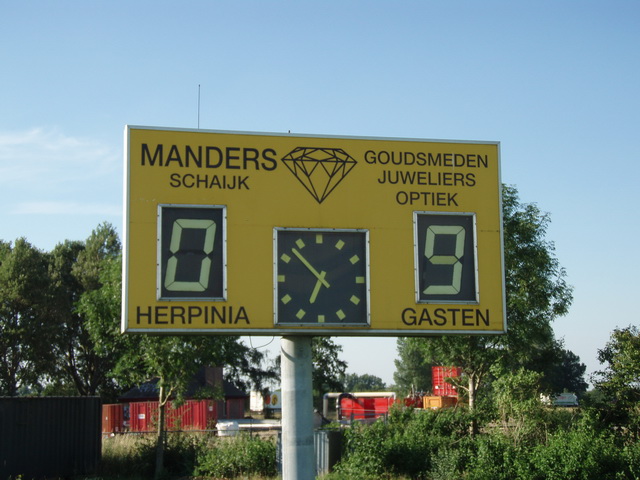 MANDERS
SCHAIJK
GOUDSMEDEN
JUWELIERS
OPTIEK
0
9
HERPINIA
GASTEN